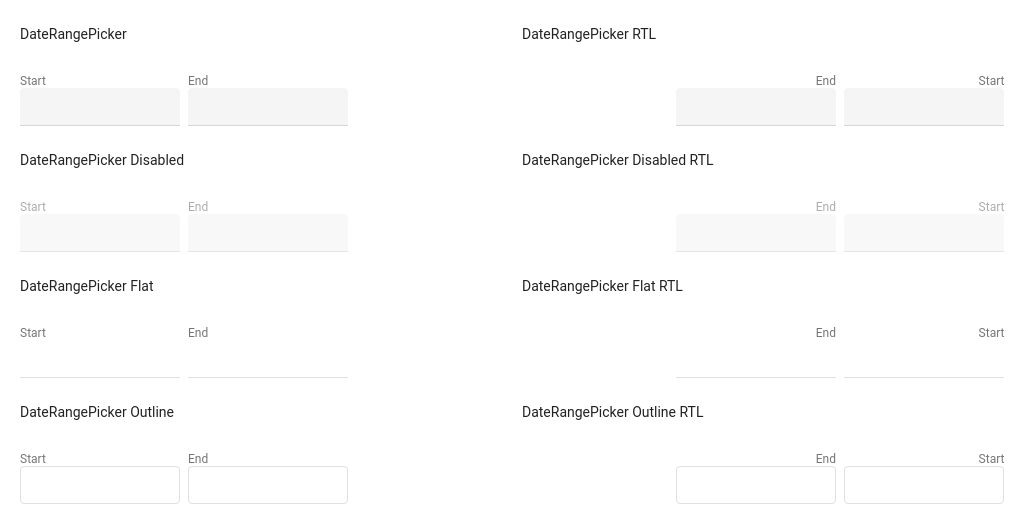 DateRangePicker
DateRangePicker RTL
Start
End
End
Start
DateRangePicker Disabled
DateRangePicker Disabled RTL
Start
End
End
Start
DateRangePicker Flat
DateRangePicker Flat RTL
Start
End
End
Start
DateRangePicker Outline
DateRangePicker Outline RTL
Start
End
End
Start